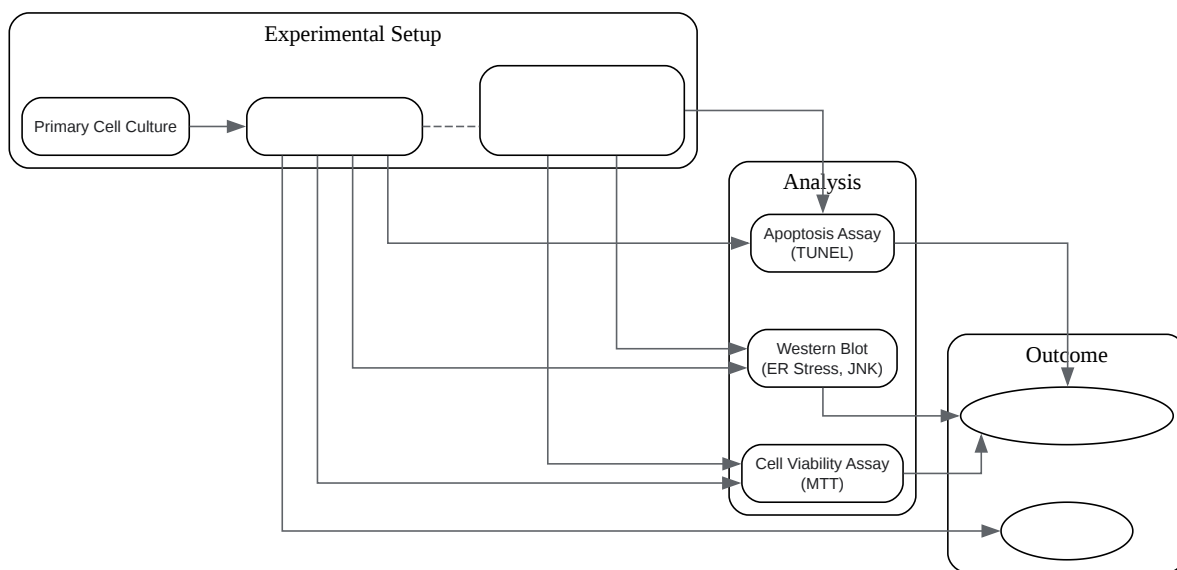 Experimental Setup
Primary Cell Culture
Analysis
Apoptosis Assay
(TUNEL)
Western Blot
(ER Stress, JNK)
Cell Viability Assay
(MTT)
Outcome